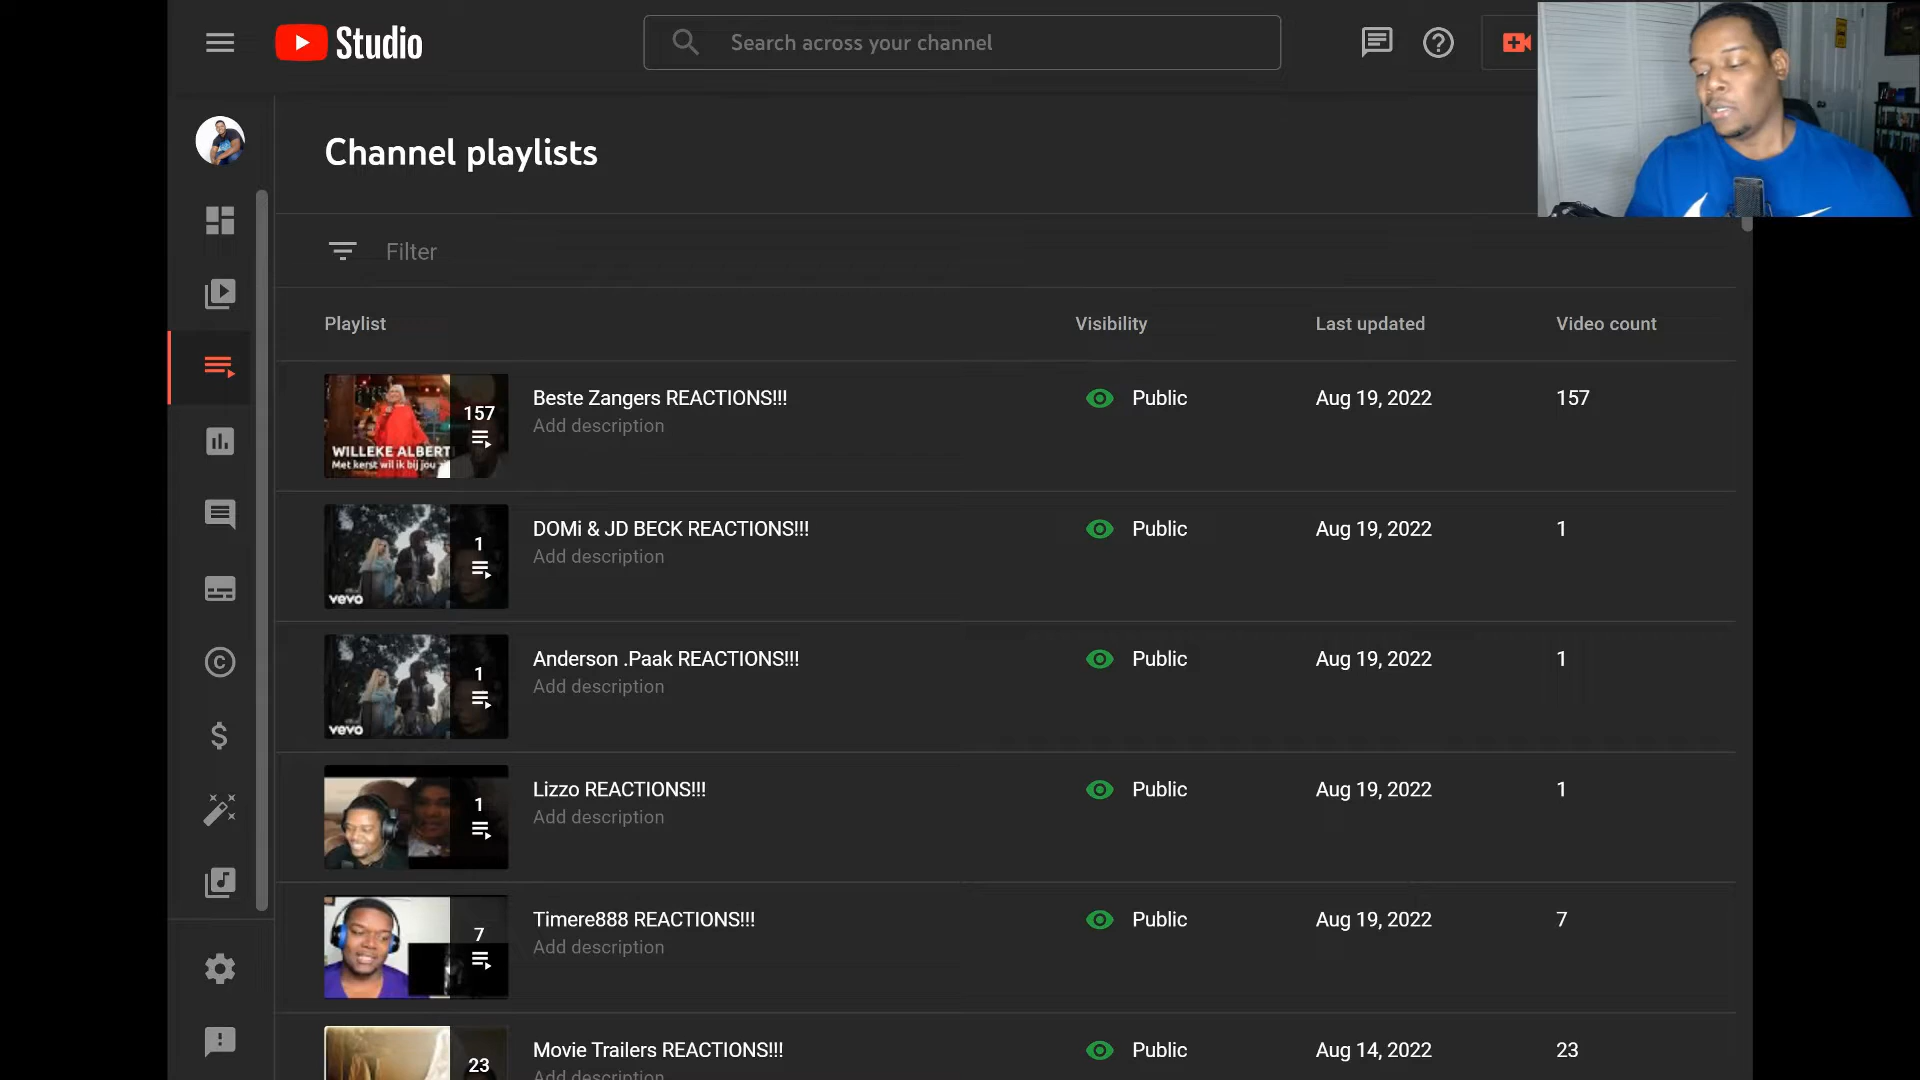 Studio
Search across your channel
Channel playlists
Filter
Playlist
Visibility
Last updated
Video count
157
WILLEKE ALBERT
Met kerst wil ik bij jou zi
Beste Zangers REACTIONS!!!
Add description
Public
Aug 19, 2022
157
1
vevo
DOMi & JD BECK REACTIONS!!!
Add description
Public
Aug 19, 2022
1
1
vevo
Anderson .Paak REACTIONS!!!
Add description
Public
Aug 19, 2022
1
1
Lizzo REACTIONS!!!
Add description
Public
Aug 19, 2022
1
7
Timere888 REACTIONS!!!
Add description
Public
Aug 19, 2022
7
23
Movie Trailers REACTIONS!!!
Add description
Public
Aug 14, 2022
23